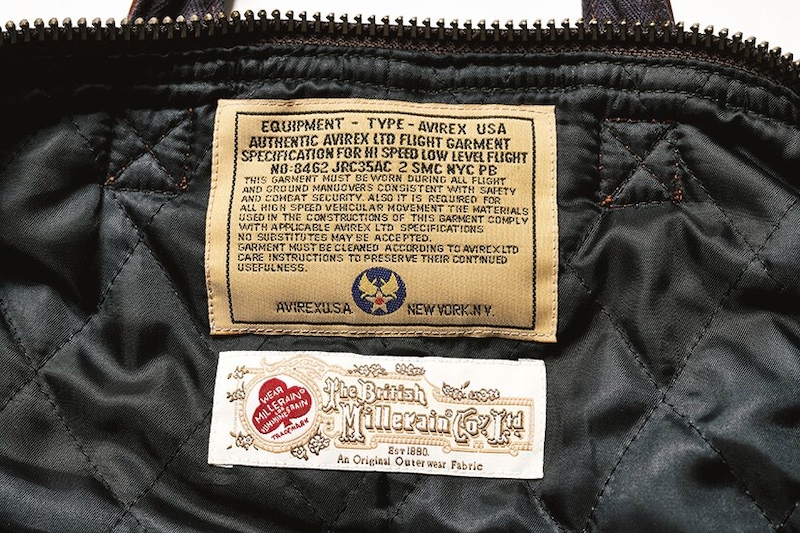 EQUIPMENT - TYPE - AVIREX USA
AUTHENTIC AVIREX LTD FLIGHT GARMENT
SPECIFICATION FOR HI SPEED LOW LEVEL FLIGHT
NO: 8462 JRC35AC 2 SMC NYC PB
THIS GARMENT MUST BE WORN DURING ALL FLIGHT
AND GROUND MANUOVERS CONSISTENT WITH SAFETY
AND COMBAT SECURITY. ALSO IT IS REQUIRED FOR
ALL HIGH SPEED VEHICULAR MOVEMENT THE MATERIALS
USED IN THE CONSTRUCTIONS OF THIS GARMENT COMPLY
WITH APPLICABLE AVIREX LTD SPECIFICATIONS
NO SUBSTITUTES MAY BE ACCEPTED.
GARMENT MUST BE CLEANED ACCORDING TO AVIREX LTD
CARE INSTRUCTIONS TO PRESERVE THEIR CONTINUED
USEFULNESS.
AVIREX U.S.A. NEW YORK.N.Y.
WEAR
MILLERAIN
RAIN
TRADEMARK
The British
Millerain Co. Ltd
Est 1880.
An Original Outerwear Fabric